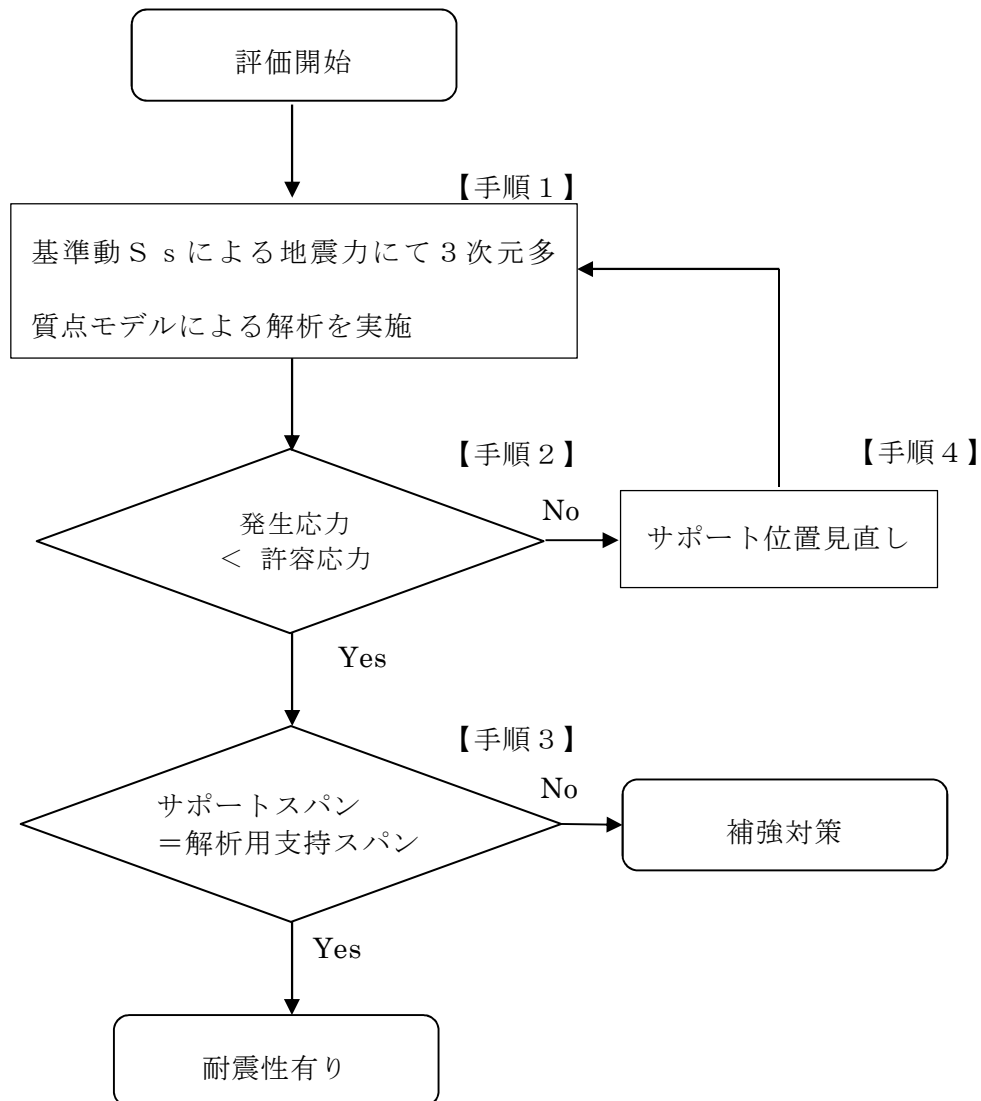 評価開始
【手順１】
基準動Ｓｓによる地震力にて３次元多
質点モデルによる解析を実施
【手順２】
【手順４】
発生応力
＜ 許容応力
No
サポート位置見直し
Yes
【手順３】
サポートスパン
＝解析用支持スパン
No
補強対策
Yes
耐震性有り